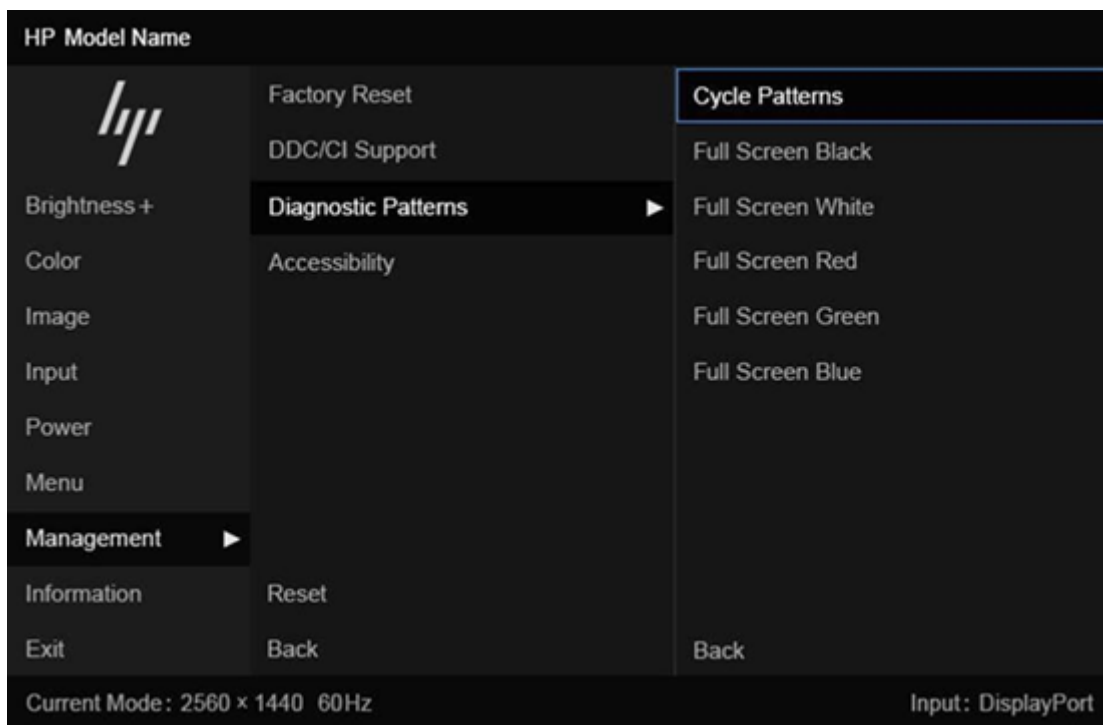 HP Model Name
hp
Brightness+
Color
Image
Input
Power
Menu
Management ▶
Information
Exit
Factory Reset
DDC/CI Support
Diagnostic Patterns ▶
Accessibility
Reset
Back
Cycle Patterns
Full Screen Black
Full Screen White
Full Screen Red
Full Screen Green
Full Screen Blue
Back
Current Mode: 2560 × 1440 60Hz
Input: DisplayPort